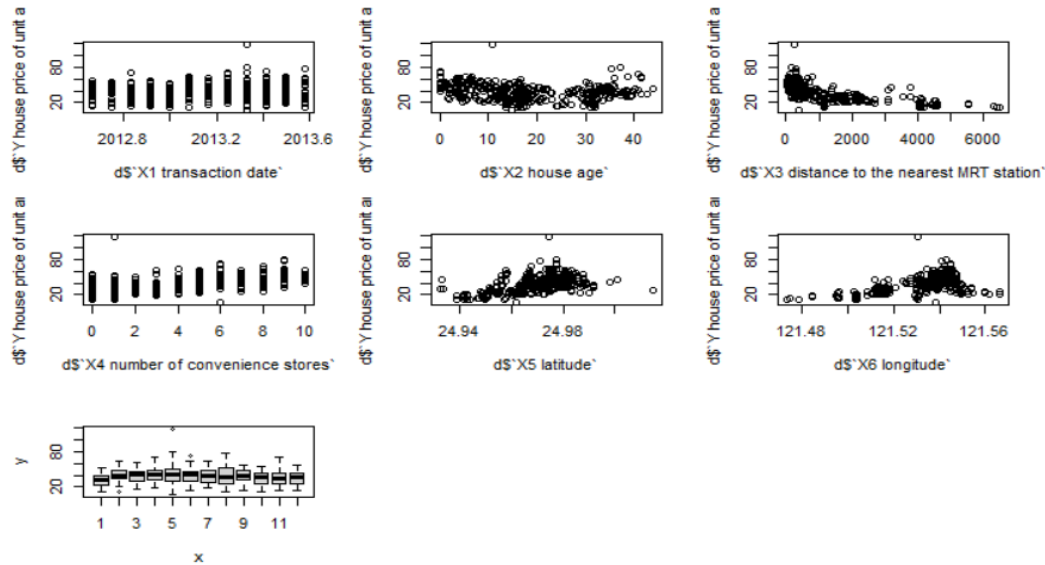 d$`Y house price of unit a
80
20
2012.8 2013.2 2013.6
d$`X1 transaction date`
d$`Y house price of unit a
80
20
0 10 20 30 40
d$`X2 house age`
d$`Y house price of unit a
80
20
0 2000 4000 6000
d$`X3 distance to the nearest MRT station`
d$`Y house price of unit a
80
20
0 2 4 6 8 10
d$`X4 number of convenience stores`
d$`Y house price of unit a
80
20
24.94 24.98
d$`X5 latitude`
d$`Y house price of unit a
80
20
121.48 121.52 121.56
d$`X6 longitude`
y
80
20
1 3 5 7 9 11
x